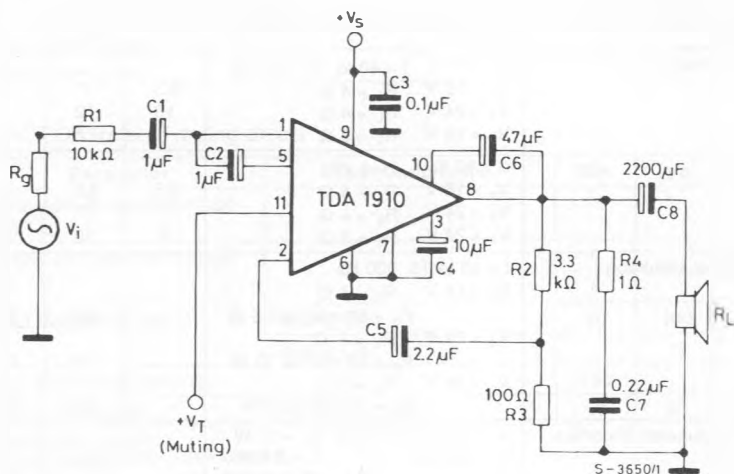 +Vs
C3
0.1µF
R1
10 kΩ
C1
1µF
C2
1µF
Rg
Vi
1
5
11
2
9
10
8
3
7
6
TDA 1910
47µF
C6
10µF
C4
2200µF
C8
R2
3.3 kΩ
R4
1Ω
RL
C5
2.2µF
100Ω
R3
0.22µF
C7
+VT
(Muting)
S-3650/1